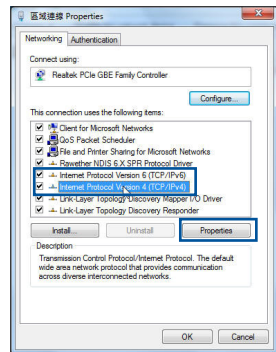 區域連線 Properties
Networking Authentication
Connect using:
Realtek PCIe GBE Family Controller
Configure...
This connection uses the following items:
Client for Microsoft Networks
QoS Packet Scheduler
File and Printer Sharing for Microsoft Networks
Rawether NDIS 6.X SPR Protocol Driver
Internet Protocol Version 6 (TCP/IPv6)
Internet Protocol Version 4 (TCP/IPv4)
Link-Layer Topology Discovery Mapper I/O Driver
Link-Layer Topology Discovery Responder
Install... Uninstall Properties
Description
Transmission Control Protocol/Internet Protocol. The default
wide area network protocol that provides communication
across diverse interconnected networks.
OK Cancel